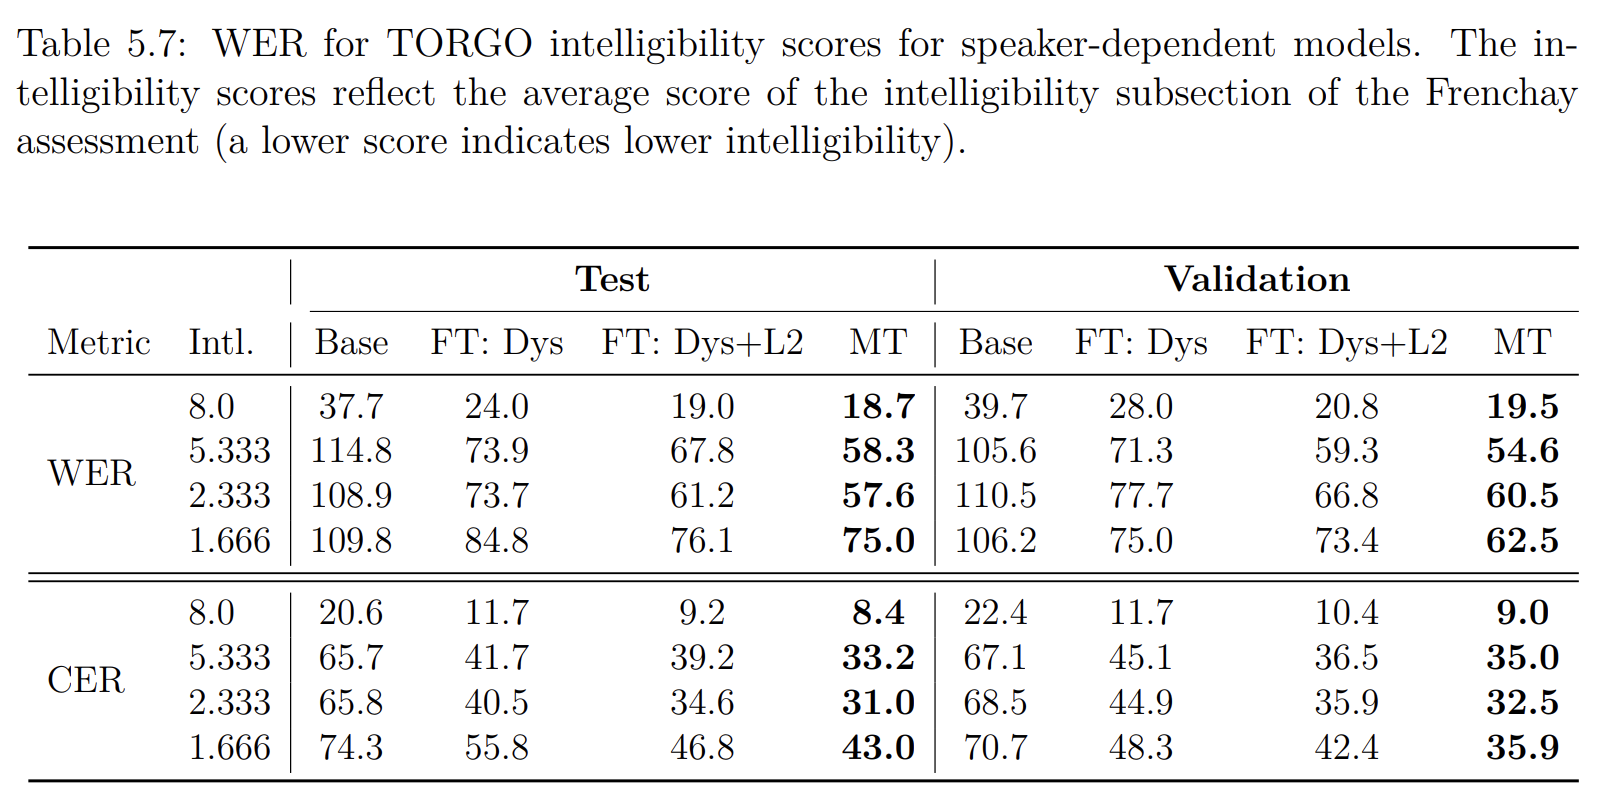 Table 5.7: WER for TORGO intelligibility scores for speaker-dependent models. The in-
telligibility scores reflect the average score of the intelligibility subsection of the Frenchay
assessment (a lower score indicates lower intelligibility).
Test Validation
Metric Intl. Base FT: Dys FT: Dys+L2 MT Base FT: Dys FT: Dys+L2 MT
8.0 37.7 24.0 19.0 18.7 39.7 28.0 20.8 19.5
5.333 114.8 73.9 67.8 58.3 105.6 71.3 59.3 54.6
WER
2.333 108.9 73.7 61.2 57.6 110.5 77.7 66.8 60.5
1.666 109.8 84.8 76.1 75.0 106.2 75.0 73.4 62.5
8.0 20.6 11.7 9.2 8.4 22.4 11.7 10.4 9.0
5.333 65.7 41.7 39.2 33.2 67.1 45.1 36.5 35.0
CER
2.333 65.8 40.5 34.6 31.0 68.5 44.9 35.9 32.5
1.666 74.3 55.8 46.8 43.0 70.7 48.3 42.4 35.9